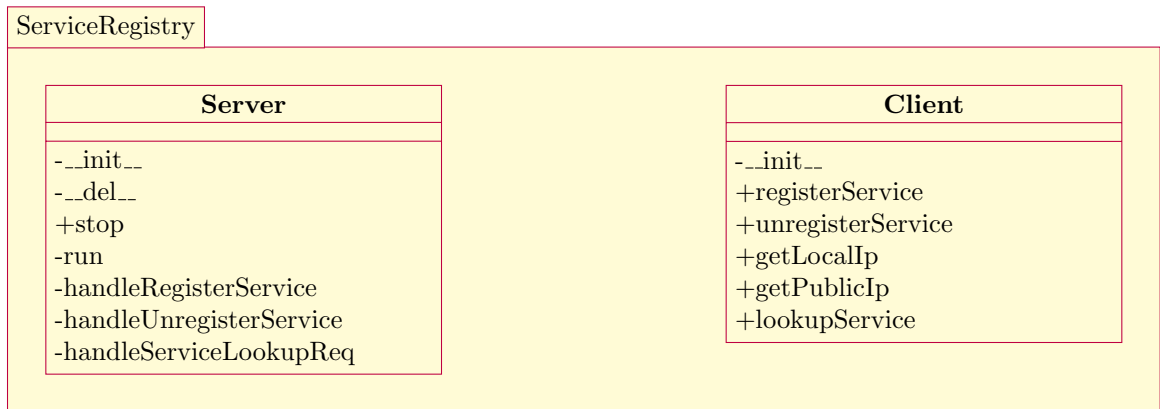 ServiceRegistry
Server
-__init__
-__del__
+stop
-run
-handleRegisterService
-handleUnregisterService
-handleServiceLookupReq
Client
-__init__
+registerService
+unregisterService
+getLocalIp
+getPublicIp
+lookupService